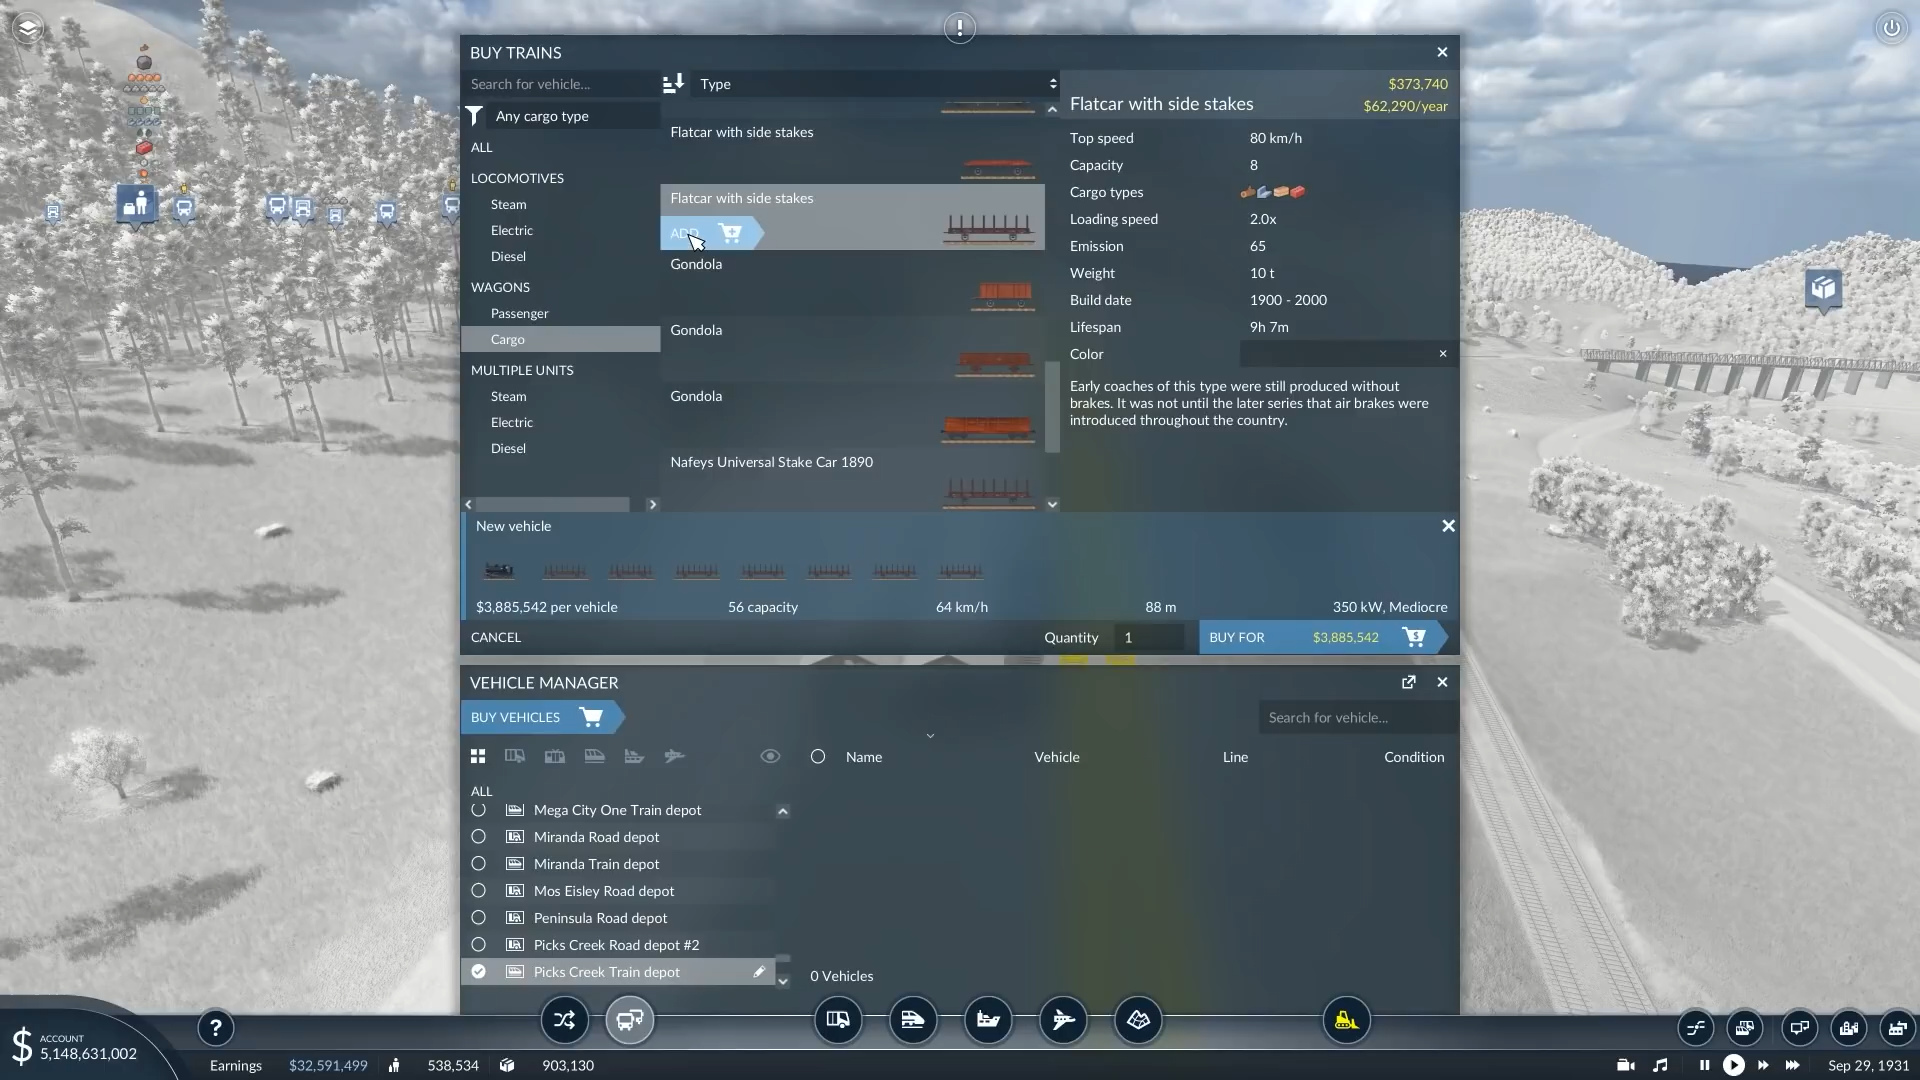 BUY TRAINS
Search for vehicle...
Type
Any cargo type
ALL
LOCOMOTIVES
Steam
Electric
Diesel
WAGONS
Passenger
Cargo
MULTIPLE UNITS
Steam
Electric
Diesel
Flatcar with side stakes
Flatcar with side stakes
ADD
Gondola
Gondola
Gondola
Nafeys Universal Stake Car 1890
$373,740
Flatcar with side stakes
$62,290/year
Top speed 80 km/h
Capacity 8
Cargo types
Loading speed 2.0x
Emission 65
Weight 10 t
Build date 1900 - 2000
Lifespan 9h 7m
Color
Early coaches of this type were still produced without
brakes. It was not until the later series that air brakes were
introduced throughout the country.
New vehicle
$3,885,542 per vehicle 56 capacity 64 km/h 88 m 350 kW, Mediocre
CANCEL Quantity 1 BUY FOR $3,885,542
VEHICLE MANAGER
BUY VEHICLES
Search for vehicle...
Name Vehicle Line Condition
ALL
Mega City One Train depot
Miranda Road depot
Miranda Train depot
Mos Eisley Road depot
Peninsula Road depot
Picks Creek Road depot #2
Picks Creek Train depot
0 Vehicles
?
$ ACCOUNT
5,148,631,002
Earnings $32,591,499 538,534 903,130
Sep 29, 1931